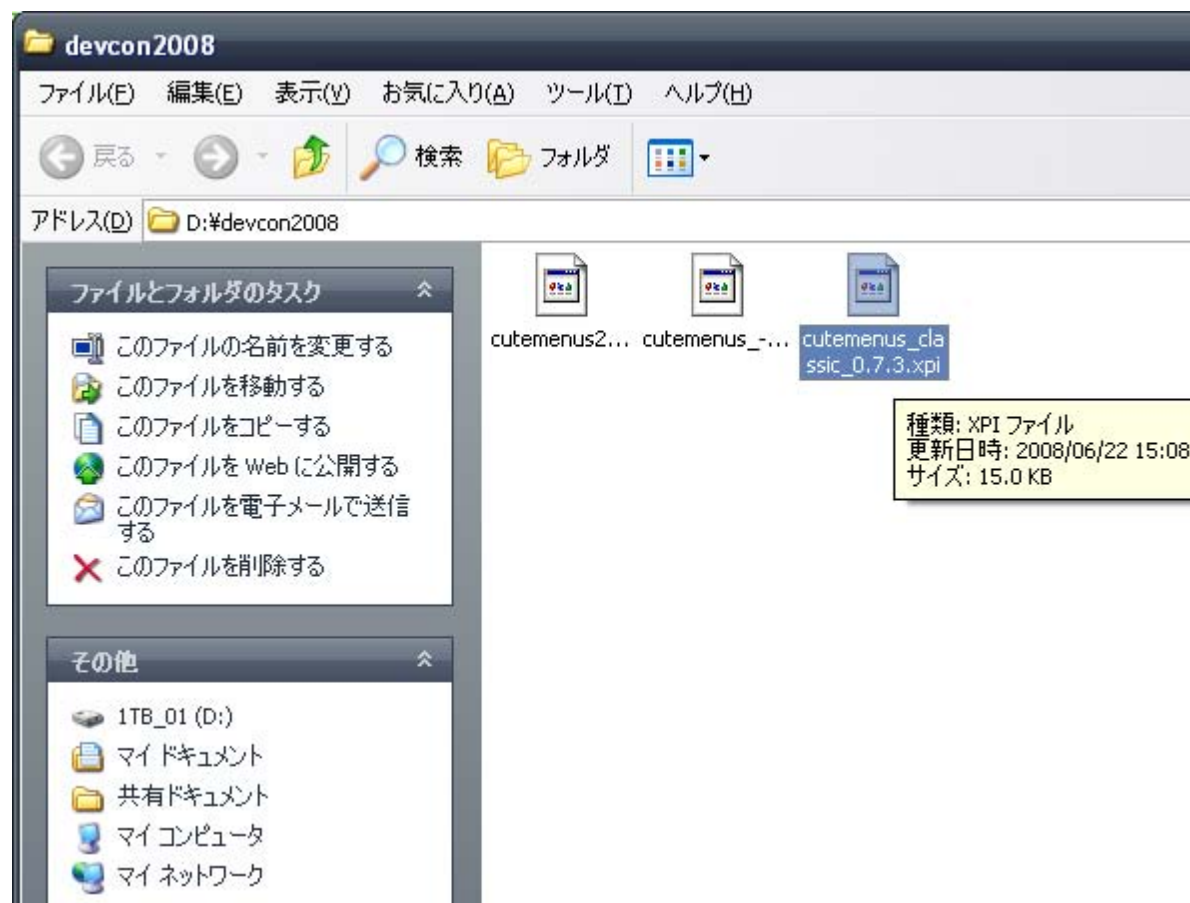 devcon2008
ファイル(F) 編集(E) 表示(V) お気に入り(A) ツール(T) ヘルプ(H)
戻る 検索 フォルダ
アドレス(D) D:¥devcon2008
ファイルとフォルダのタスク
このファイルの名前を変更する
このファイルを移動する
このファイルをコピーする
このファイルを Web に公開する
このファイルを電子メールで送信
する
このファイルを削除する
その他
1TB_01 (D:)
マイ ドキュメント
共有ドキュメント
マイ コンピュータ
マイ ネットワーク
cutemenus2... cutemenus_-... cutemenus_cla
ssic_0.7.3.xpi
種類: XPI ファイル
更新日時: 2008/06/22 15:08
サイズ: 15.0 KB